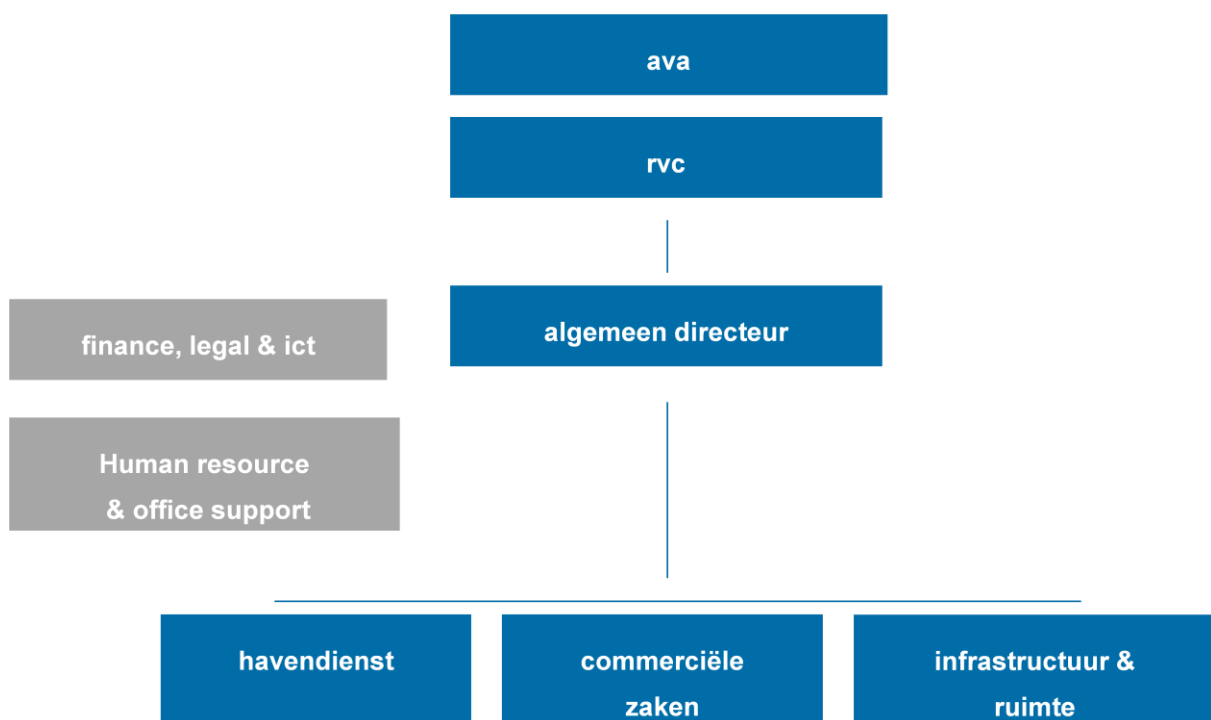 ava
rvc
algemeen directeur
finance, legal & ict
Human resource
& office support
havendienst
commerciële
zaken
infrastructuur &
ruimte